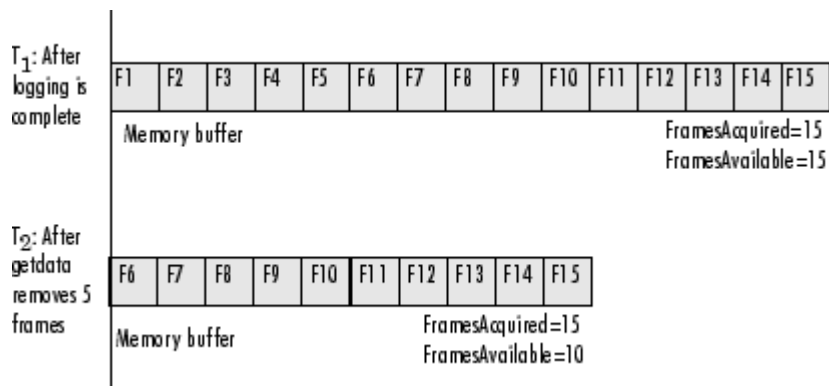 T1: After
logging is
complete
F1 F2 F3 F4 F5 F6 F7 F8 F9 F10 F11 F12 F13 F14 F15
Memory buffer
FramesAcquired=15
FramesAvailable=15
T2: After
getdata
removes 5
frames
F6 F7 F8 F9 F10 F11 F12 F13 F14 F15
Memory buffer
FramesAcquired=15
FramesAvailable=10